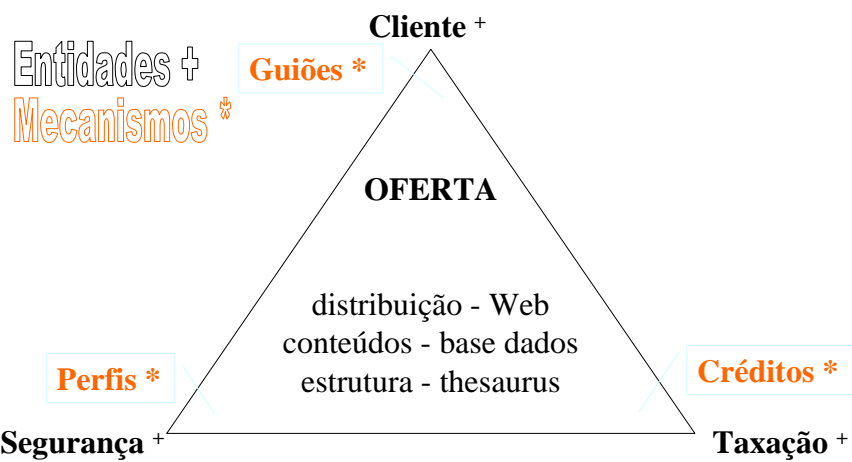 Cliente +
Entidades +
Mecanismos *
Guiões *
OFERTA
distribuição - Web
conteúdos - base dados
estrutura - thesaurus
Perfis *
Créditos *
Segurança +
Taxação +